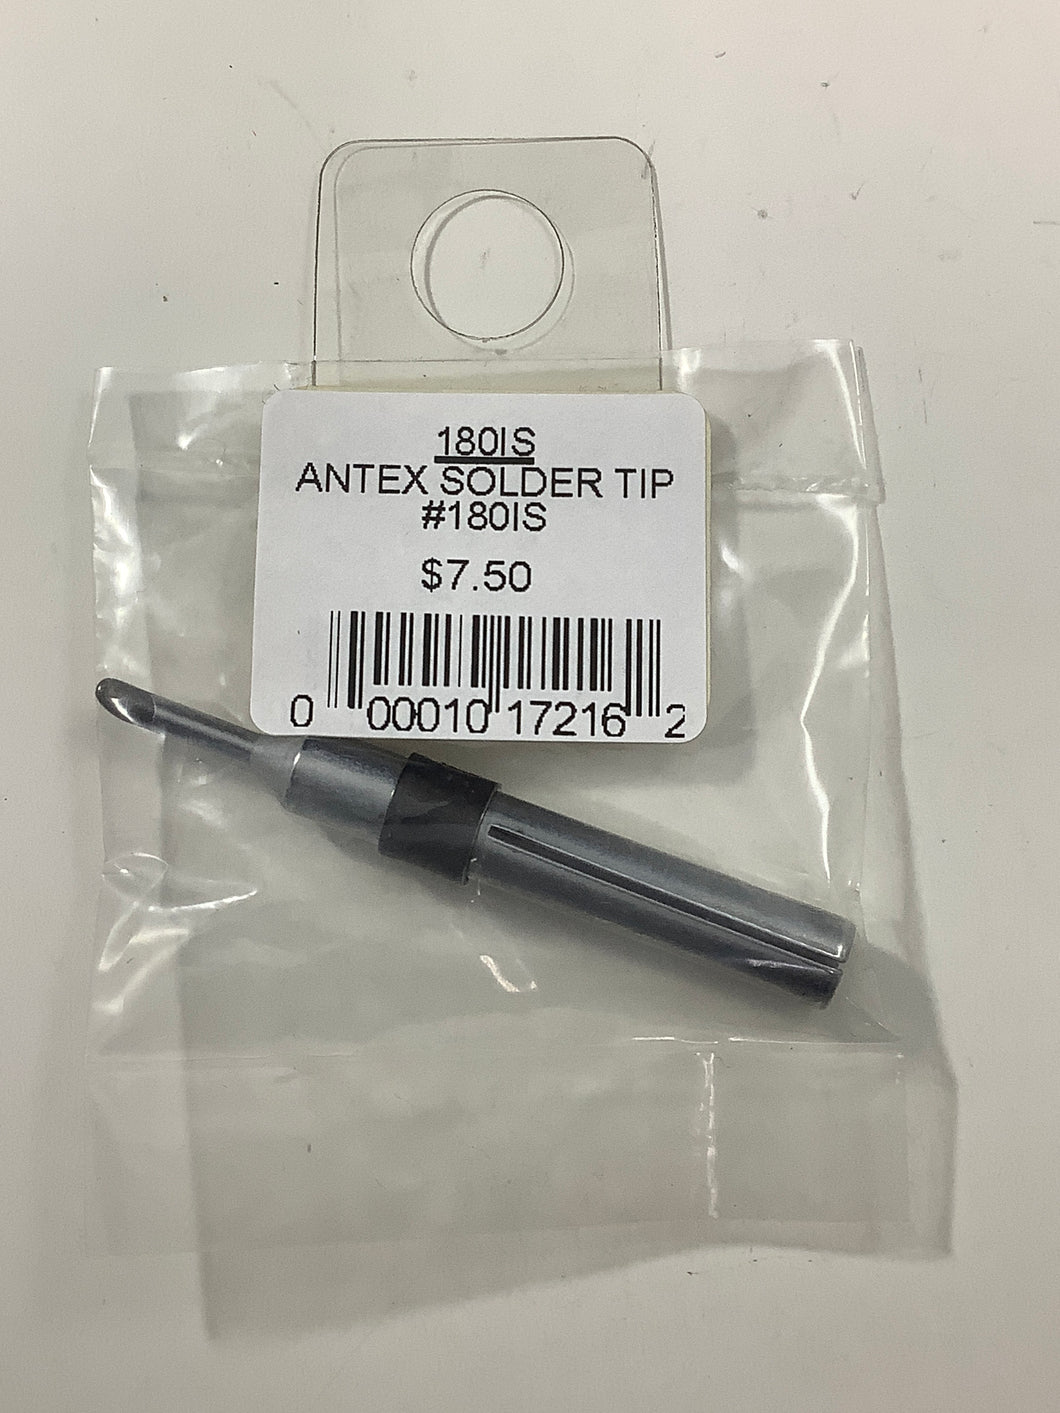 180IS
ANTEX SOLDER TIP
#180IS
$7.50
0 00010 17216 2